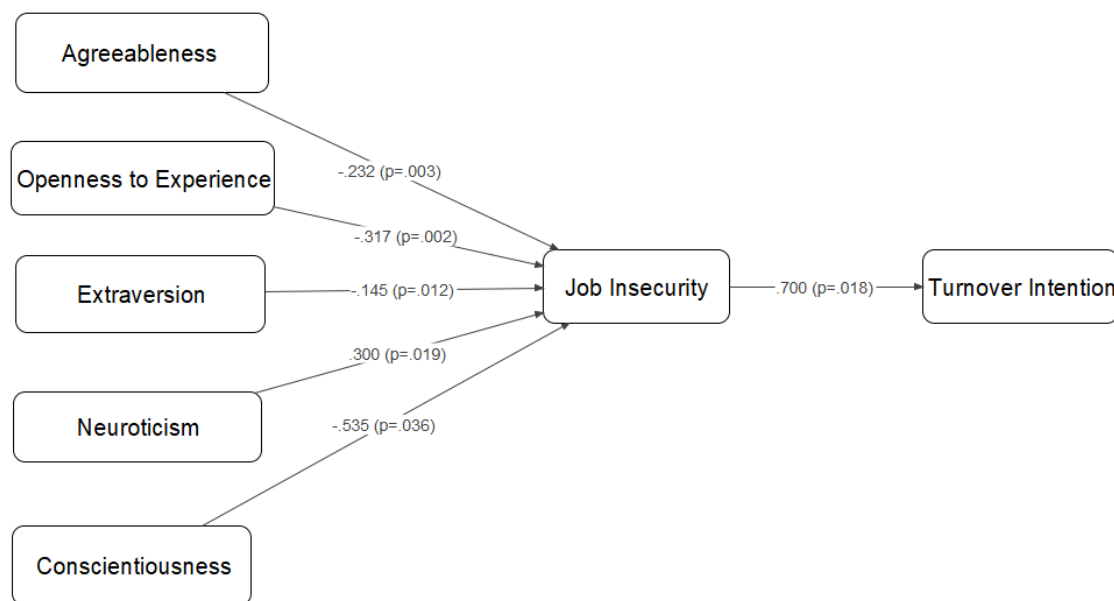 Agreeableness
-.232 (p=.003)
Openness to Experience
-.317 (p=.002)
Extraversion
-.145 (p=.012)
Job Insecurity
.700 (p=.018)
Turnover Intention
.300 (p=.019)
Neuroticism
-.535 (p=.036)
Conscientiousness